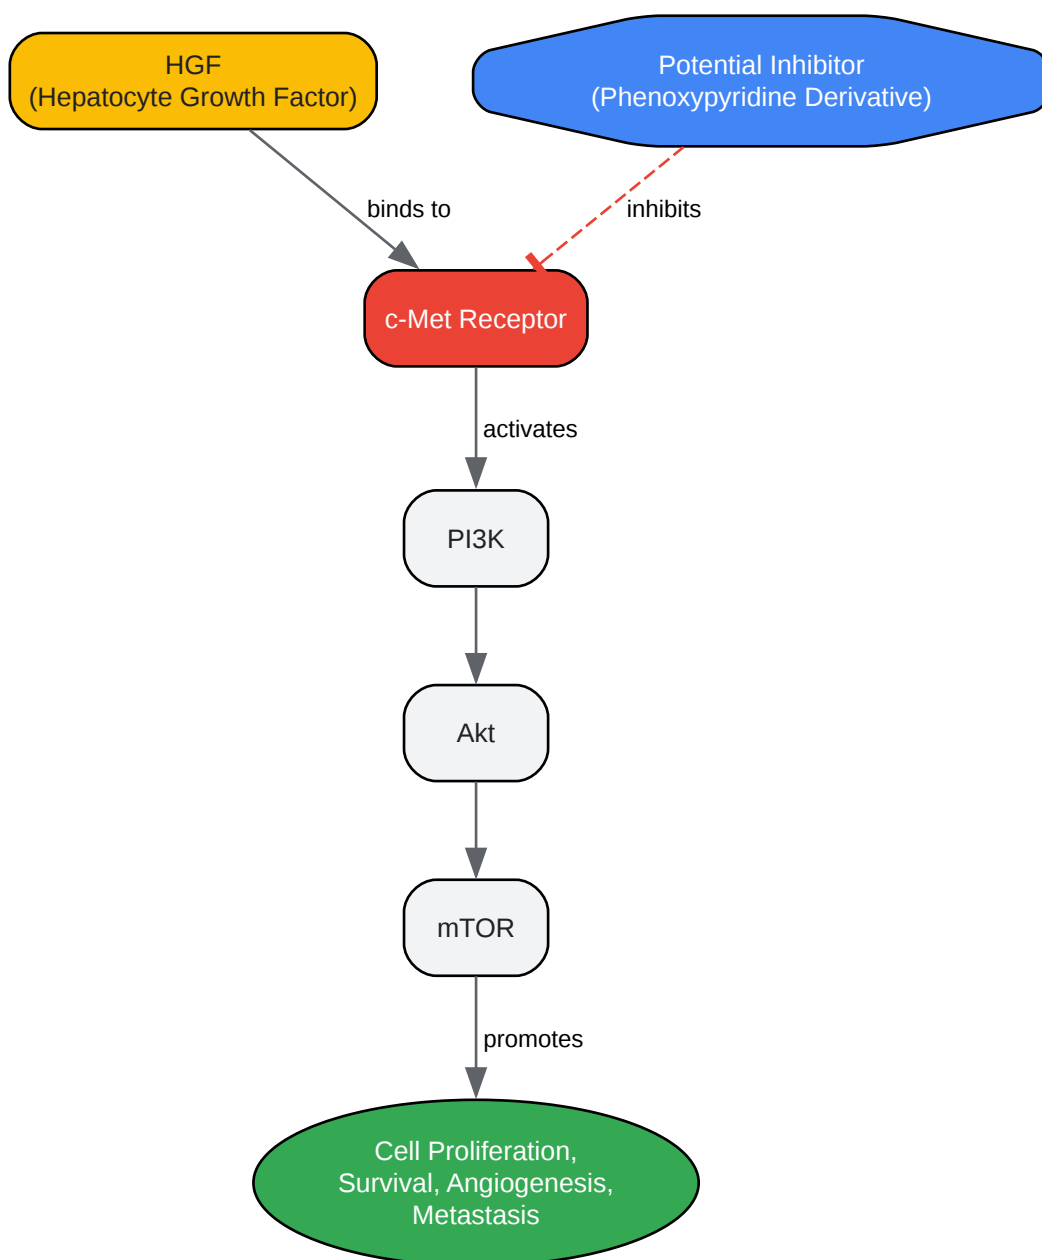 HGF
(Hepatocyte Growth Factor)
Potential Inhibitor
(Phenoxypyridine Derivative)
binds to
inhibits
c-Met Receptor
activates
PI3K
Akt
mTOR
promotes
Cell Proliferation,
Survival, Angiogenesis,
Metastasis